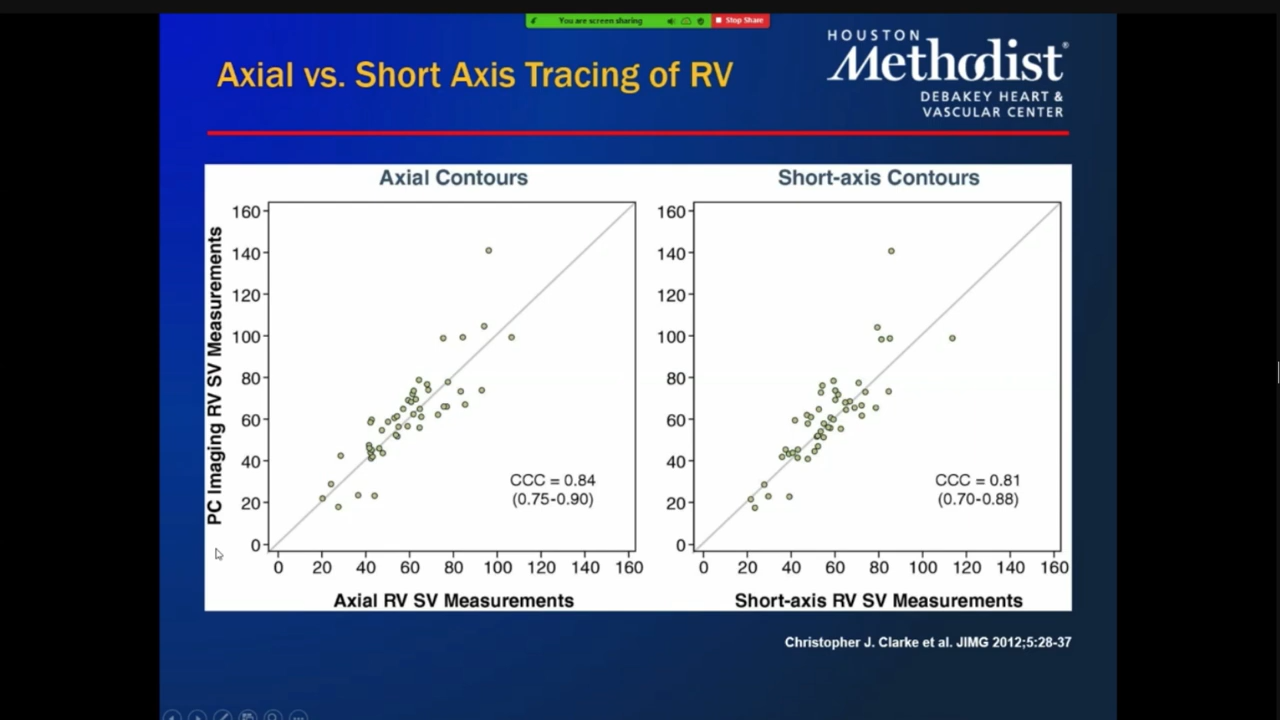 You are screen sharing
Stop Share
Axial vs. Short Axis Tracing of RV
HOUSTON
Methodist®
DEBAKEY HEART &
VASCULAR CENTER
Axial Contours
160
140
120
100
80
60
40
20
0
PC Imaging RV SV Measurements
CCC = 0.84
(0.75-0.90)
0 20 40 60 80 100 120 140 160
Axial RV SV Measurements
Short-axis Contours
160
140
120
100
80
60
40
20
0
CCC = 0.81
(0.70-0.88)
0 20 40 60 80 100 120 140 160
Short-axis RV SV Measurements
Christopher J. Clarke et al. JIMG 2012;5:28-37